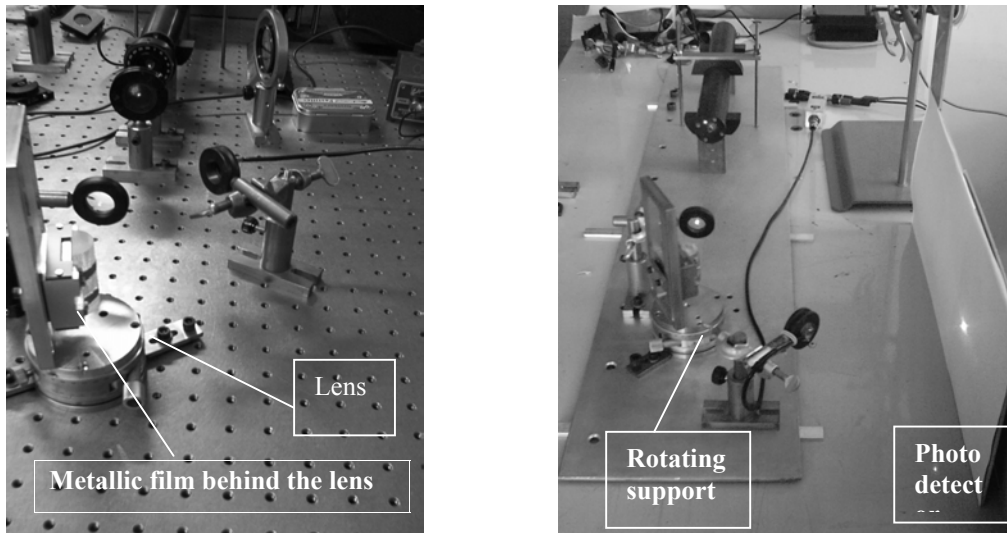 Lens
Metallic film behind the lens
Rotating
support
Photo
detect